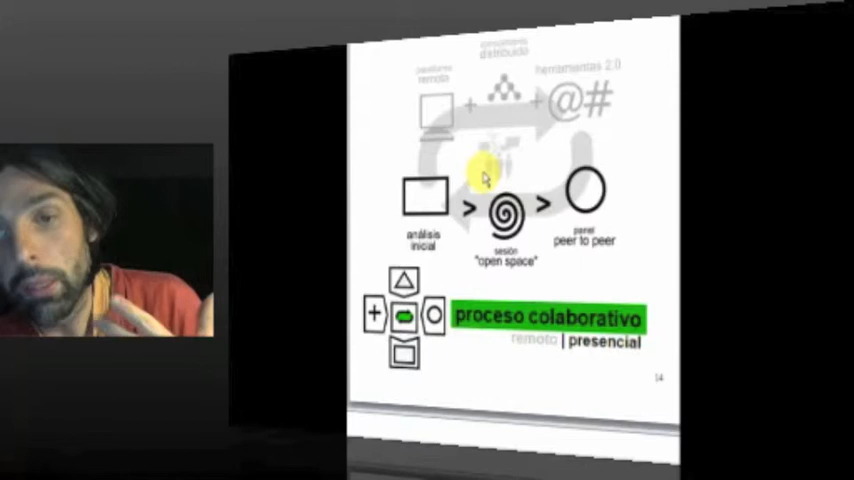 conocimiento
distribuido
plataforma
remota
herramientas 2.0
+
+
@#
>
>
análisis
inicial
sesión
"open space"
panel
peer to peer
+
proceso colaborativo
remoto | presencial
14